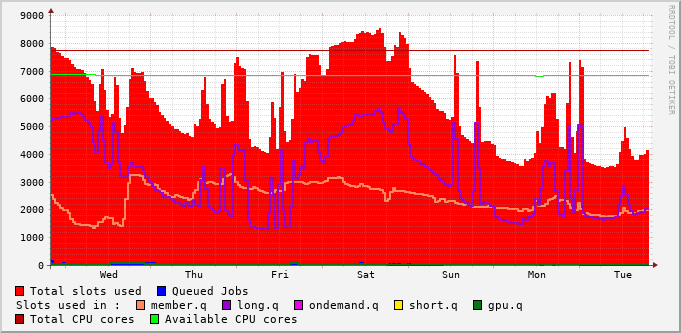 9000
8000
7000
6000
5000
4000
3000
2000
1000
0
Wed Thu Fri Sat Sun Mon Tue
RRDTOOL / TOBI OETIKER
Total slots used Queued Jobs
Slots used in : member.q long.q ondemand.q short.q gpu.q
Total CPU cores Available CPU cores